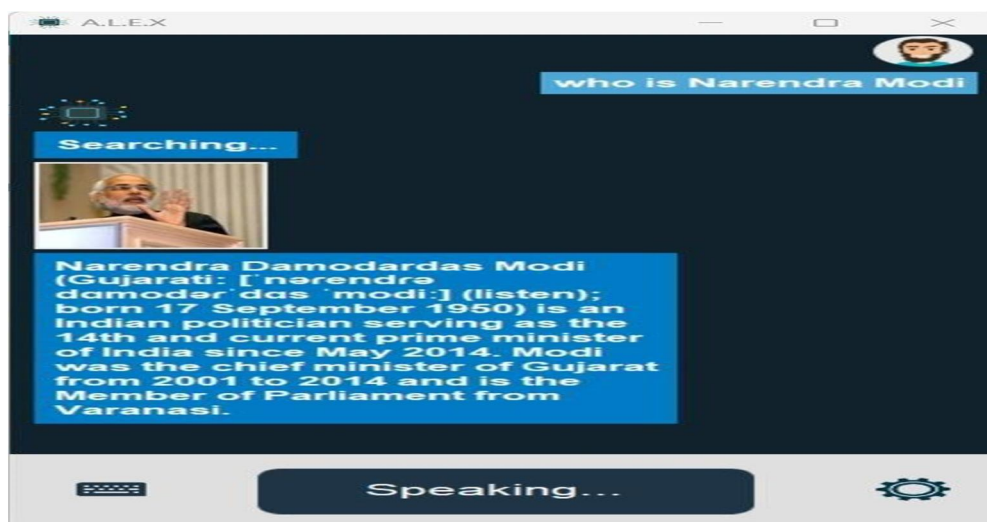 A.L.E.X
who is Narendra Modi
Searching...
Narendra Damodardas Modi
(Gujarati: [ˈnərendrə
dɑmodərˈdɑs ˈmodiː] (listen);
born 17 September 1950) is an
Indian politician serving as the
14th and current prime minister
of India since May 2014. Modi
was the chief minister of Gujarat
from 2001 to 2014 and is the
Member of Parliament from
Varanasi.
Speaking...